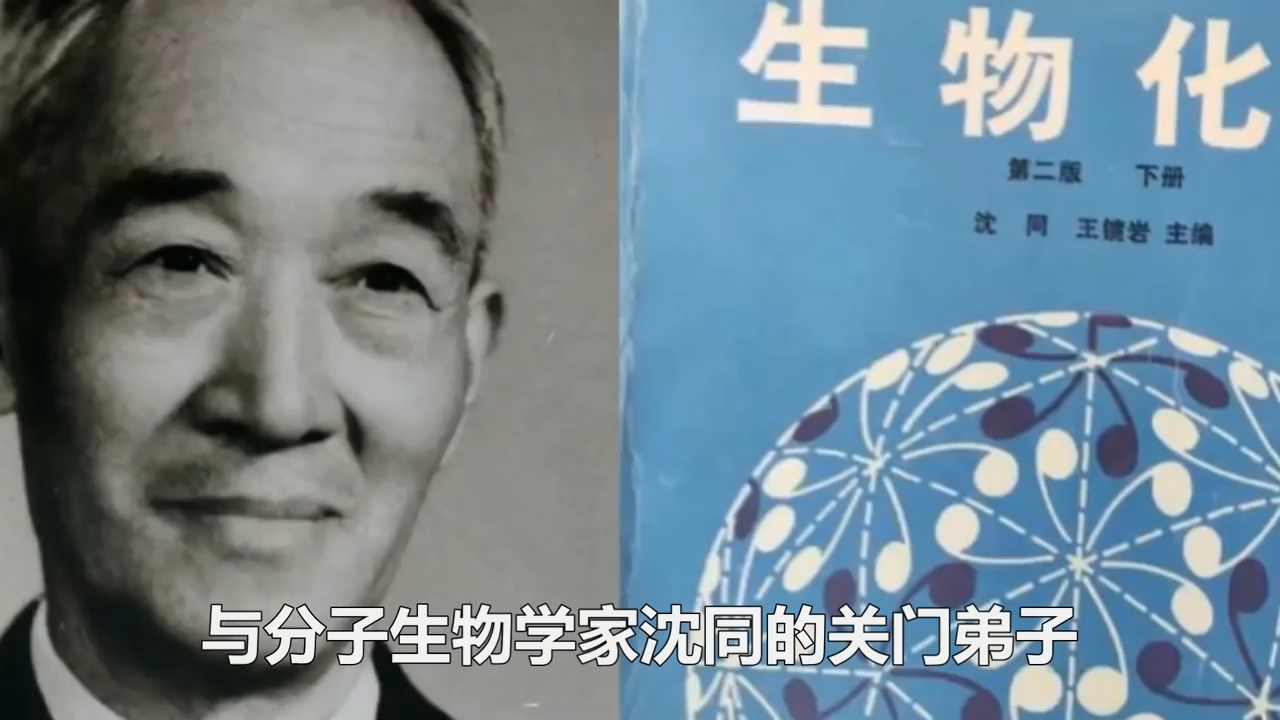 生物化
第二版 下册
沈同 王镜岩 主编
与分子生物学家沈同的关门弟子